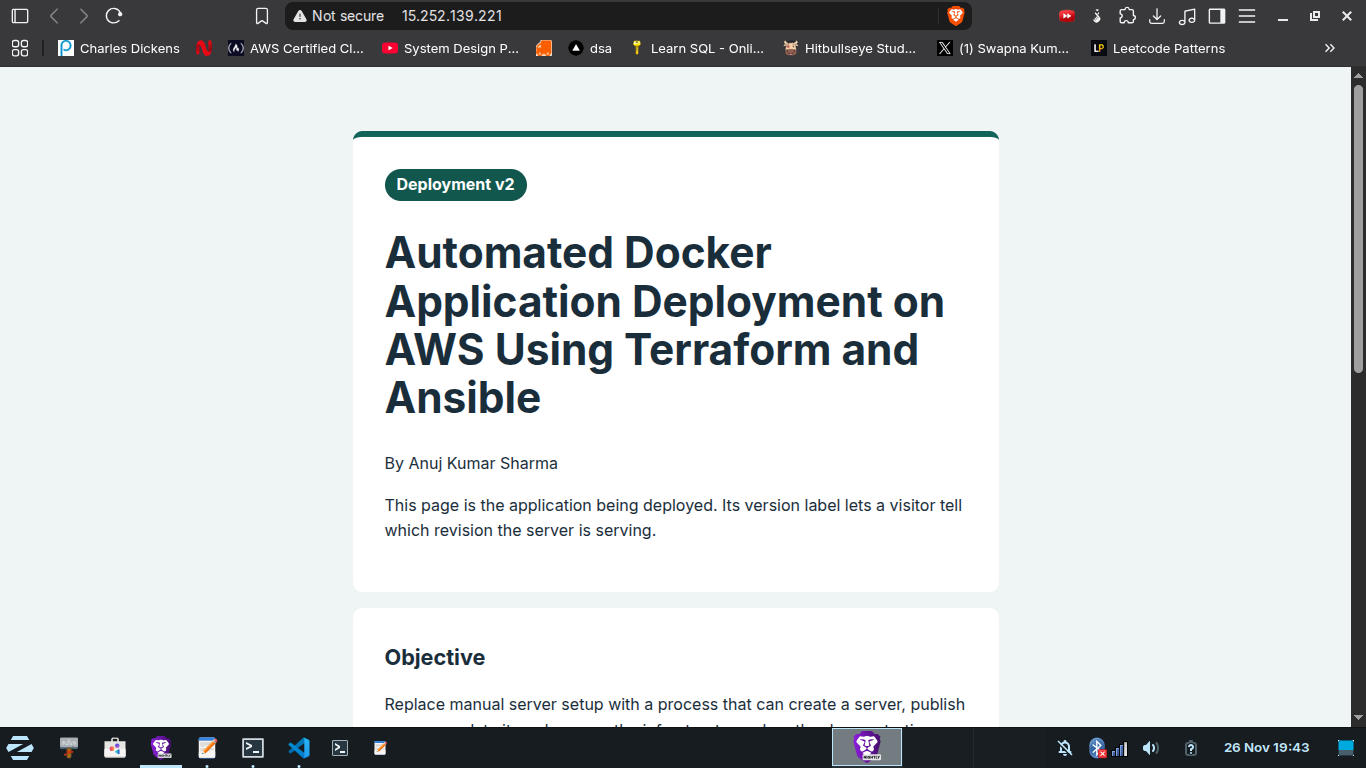 Not secure 15.252.139.221
Charles Dickens AWS Certified Cl... System Design P... dsa Learn SQL - Onli... Hitbullseye Stud... (1) Swapna Kum... LP Leetcode Patterns
Deployment v2
Automated Docker
Application Deployment on
AWS Using Terraform and
Ansible
By Anuj Kumar Sharma
This page is the application being deployed. Its version label lets a visitor tell
which revision the server is serving.
Objective
Replace manual server setup with a process that can create a server, publish
26 Nov 19:43